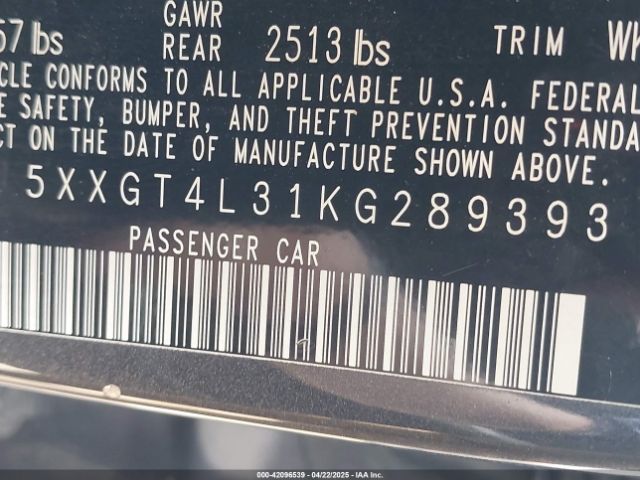 GAWR
57 lbs REAR 2513 lbs TRIM WK
CLE CONFORMS TO ALL APPLICABLE U.S.A. FEDERAL
E SAFETY, BUMPER, AND THEFT PREVENTION STANDA
CT ON THE DATE OF MANUFACTURE SHOWN ABOVE.
5XXGT4L31KG289393
PASSENGER CAR
000-42096539 - 04/22/2025 - IAA Inc.